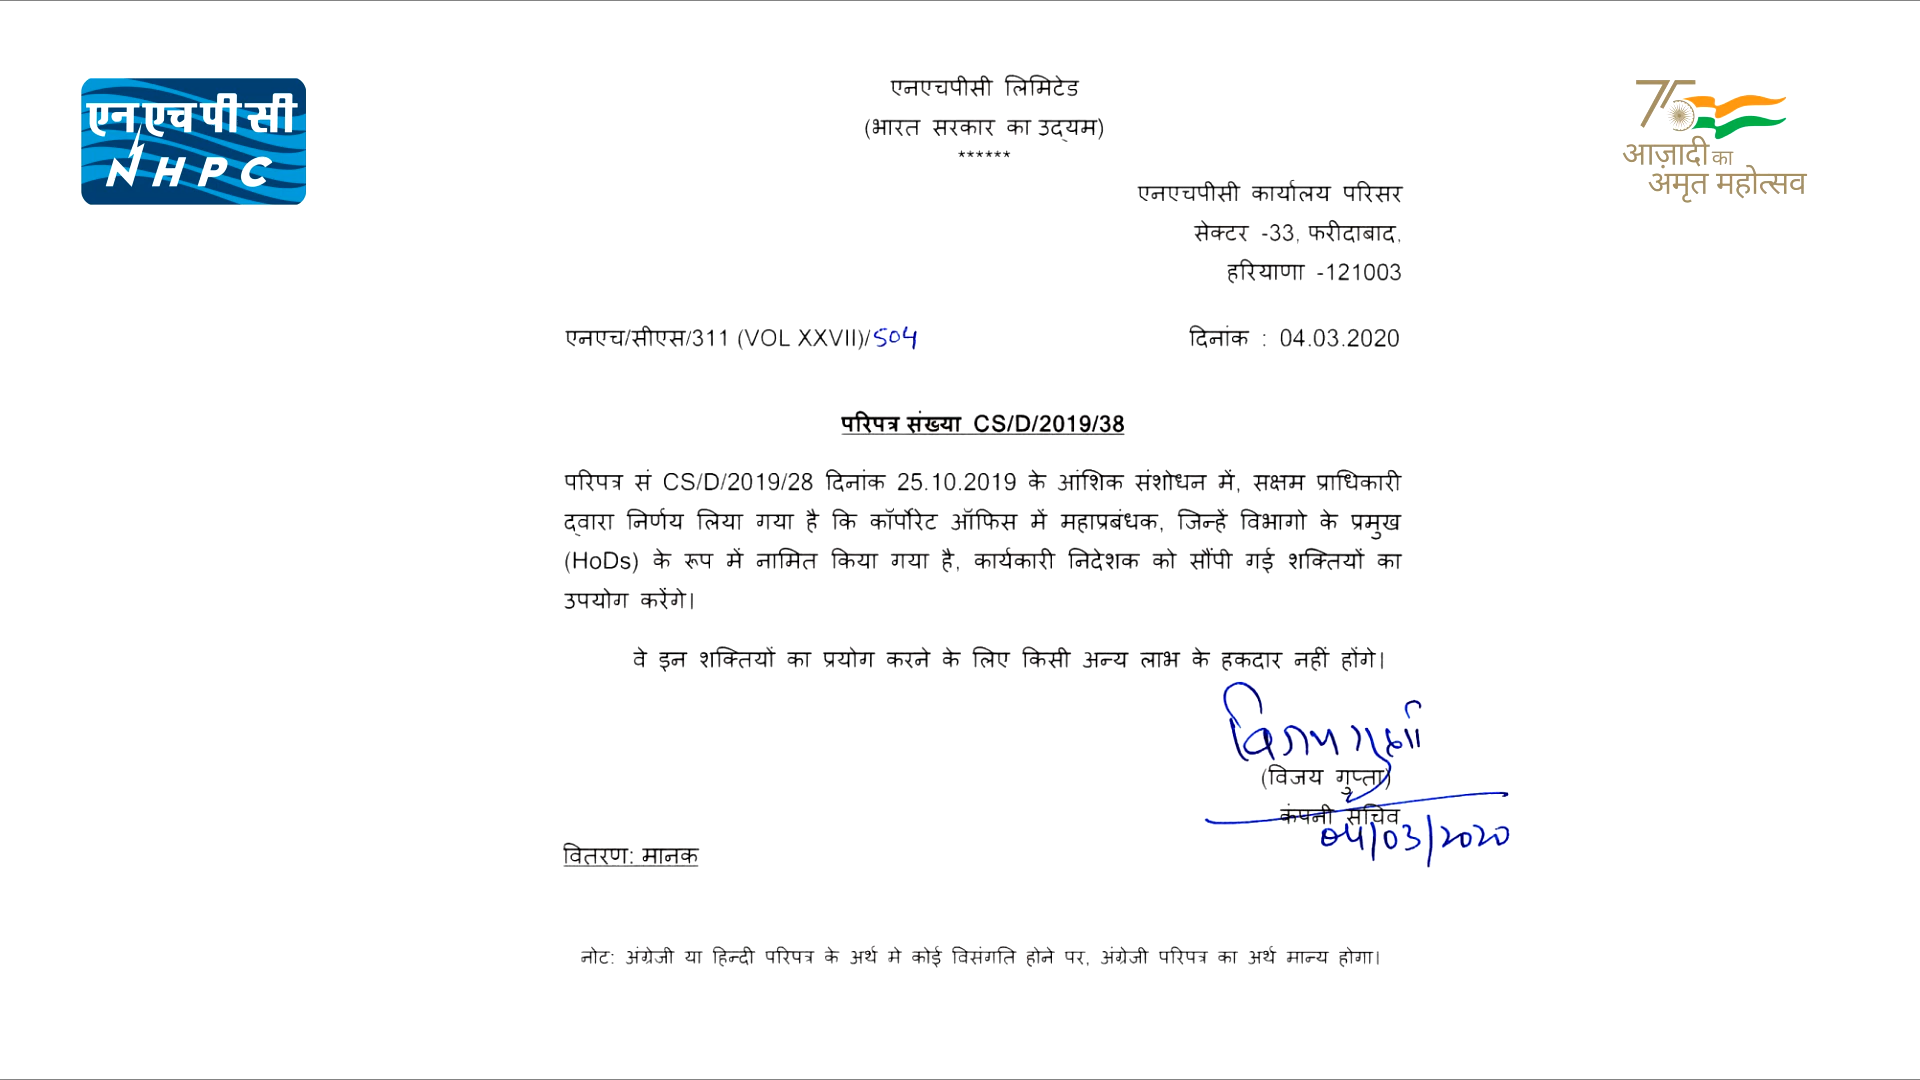 एनएचपीसी
NHPC
75
आज़ादी का
अमृत महोत्सव
एनएचपीसी लिमिटेड
(भारत सरकार का उद्यम)
******
एनएचपीसी कार्यालय परिसर
सेक्टर -33, फरीदाबाद,
हरियाणा -121003
एनएच/सीएस/311 (VOL XXVII)/504
दिनांक : 04.03.2020
परिपत्र संख्या CS/D/2019/38
परिपत्र सं CS/D/2019/28 दिनांक 25.10.2019 के आंशिक संशोधन में, सक्षम प्राधिकारी
द्वारा निर्णय लिया गया है कि कॉर्पोरेट ऑफिस में महाप्रबंधक, जिन्हें विभागो के प्रमुख
(HoDs) के रूप में नामित किया गया है, कार्यकारी निदेशक को सौंपी गई शक्तियों का
उपयोग करेंगे।
वे इन शक्तियों का प्रयोग करने के लिए किसी अन्य लाभ के हकदार नहीं होंगे।
विजय गुप्ता
(विजय गुप्ता)
कंपनी सचिव
04/03/2020
वितरण: मानक
नोट: अंग्रेजी या हिन्दी परिपत्र के अर्थ मे कोई विसंगति होने पर, अंग्रेजी परिपत्र का अर्थ मान्य होगा।